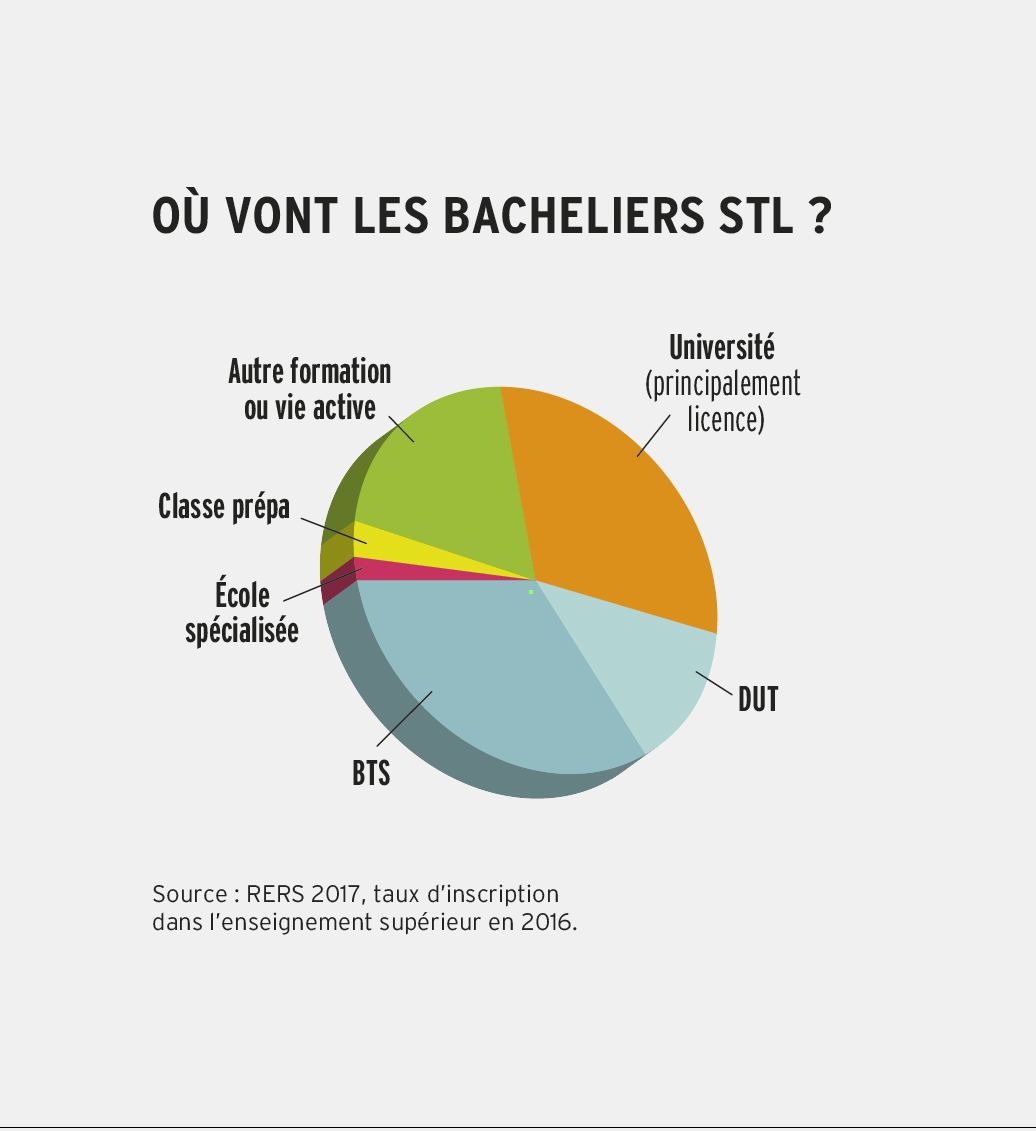 OÙ VONT LES BACHELIERS STL ?
Université
(principalement
licence)
Autre formation
ou vie active
Classe prépa
École
spécialisée
DUT
BTS
Source : RERS 2017, taux d’inscription
dans l’enseignement supérieur en 2016.